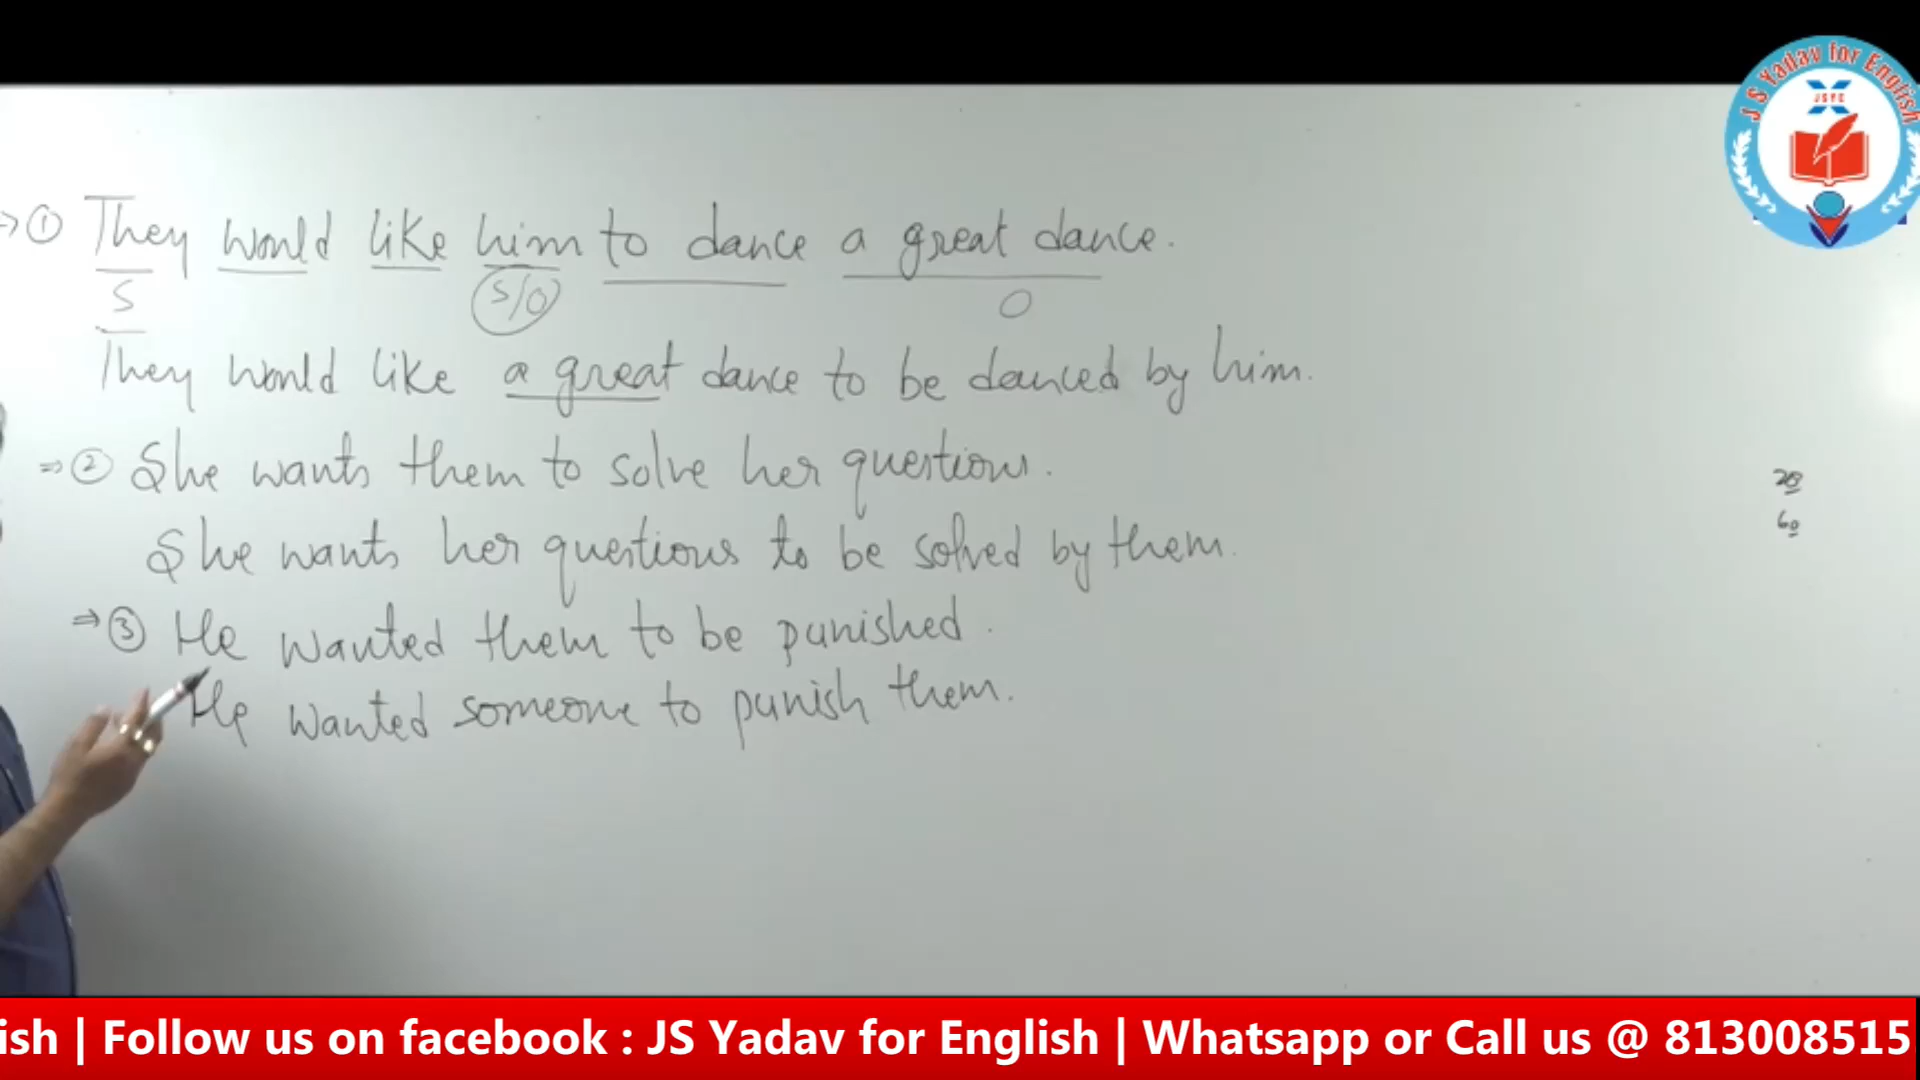 J S Yadav for English
JSYE
→ ① They would like him to dance a great dance.
S S/O O
They would like a great dance to be danced by him.
⇒ ② She wants them to solve her questions.
She wants her questions to be solved by them.
⇒ ③ He wanted them to be punished.
He wanted someone to punish them.
60
ish | Follow us on facebook : JS Yadav for English | Whatsapp or Call us @ 813008515